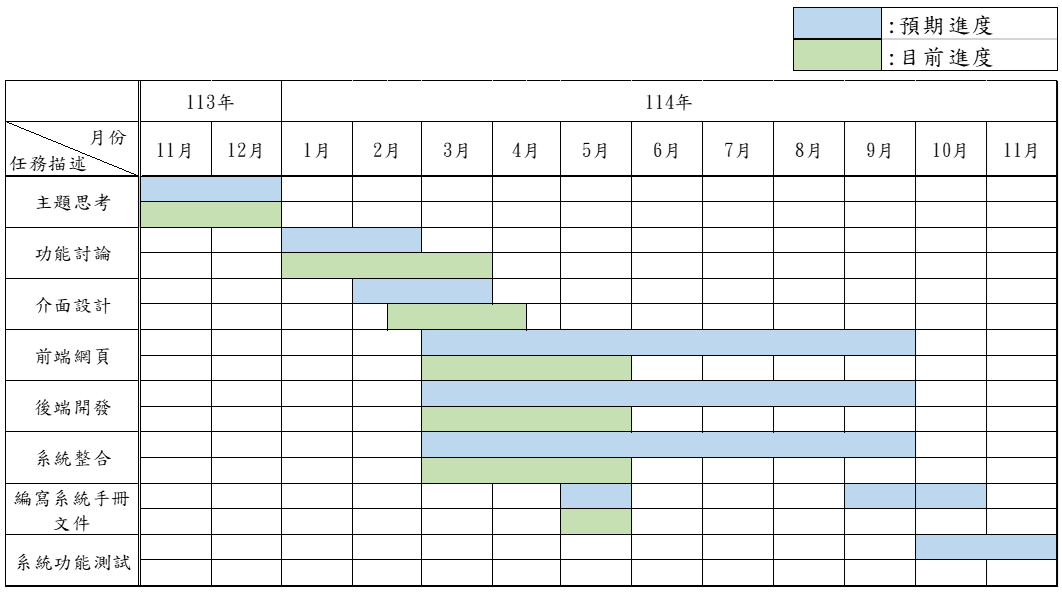 :預期進度
:目前進度
113年 114年
月份
任務描述
11月 12月 1月 2月 3月 4月 5月 6月 7月 8月 9月 10月 11月
主題思考
功能討論
介面設計
前端網頁
後端開發
系統整合
編寫系統手冊
文件
系統功能測試